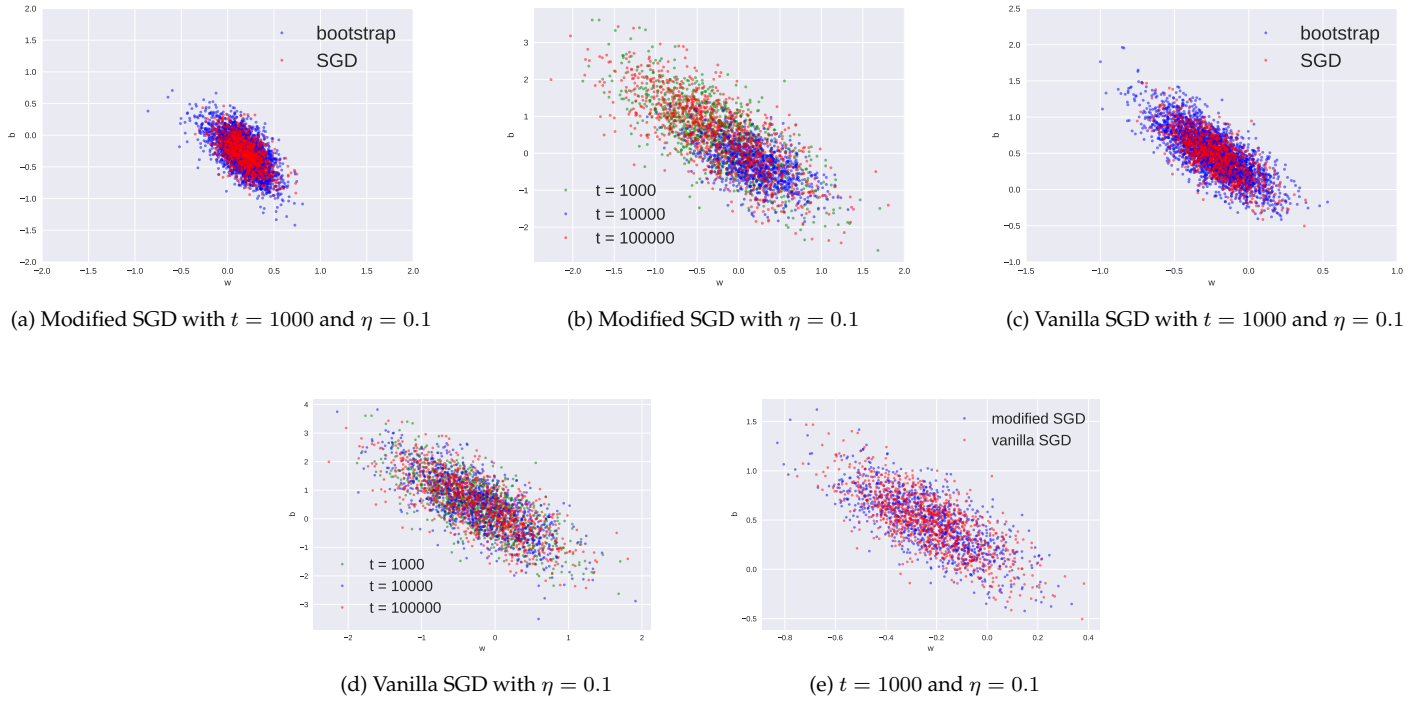 2.0
1.5
1.0
0.5
0.0
−0.5
−1.0
−1.5
−2.0
b
−2.0 −1.5 −1.0 −0.5 0.0 0.5 1.0 1.5 2.0
w
bootstrap
SGD
3
2
1
0
−1
−2
b
−2.0 −1.5 −1.0 −0.5 0.0 0.5 1.0 1.5 2.0
w
t = 1000
t = 10000
t = 100000
2.5
2.0
1.5
1.0
0.5
0.0
−0.5
−1.0
b
−1.5 −1.0 −0.5 0.0 0.5 1.0
w
bootstrap
SGD
(a) Modified SGD with t = 1000 and η = 0.1
(b) Modified SGD with η = 0.1
(c) Vanilla SGD with t = 1000 and η = 0.1
4
3
2
1
0
−1
−2
−3
b
−2 −1 0 1 2
w
t = 1000
t = 10000
t = 100000
1.5
1.0
0.5
0.0
−0.5
b
−0.8 −0.6 −0.4 −0.2 0.0 0.2 0.4
w
modified SGD
vanilla SGD
(d) Vanilla SGD with η = 0.1
(e) t = 1000 and η = 0.1